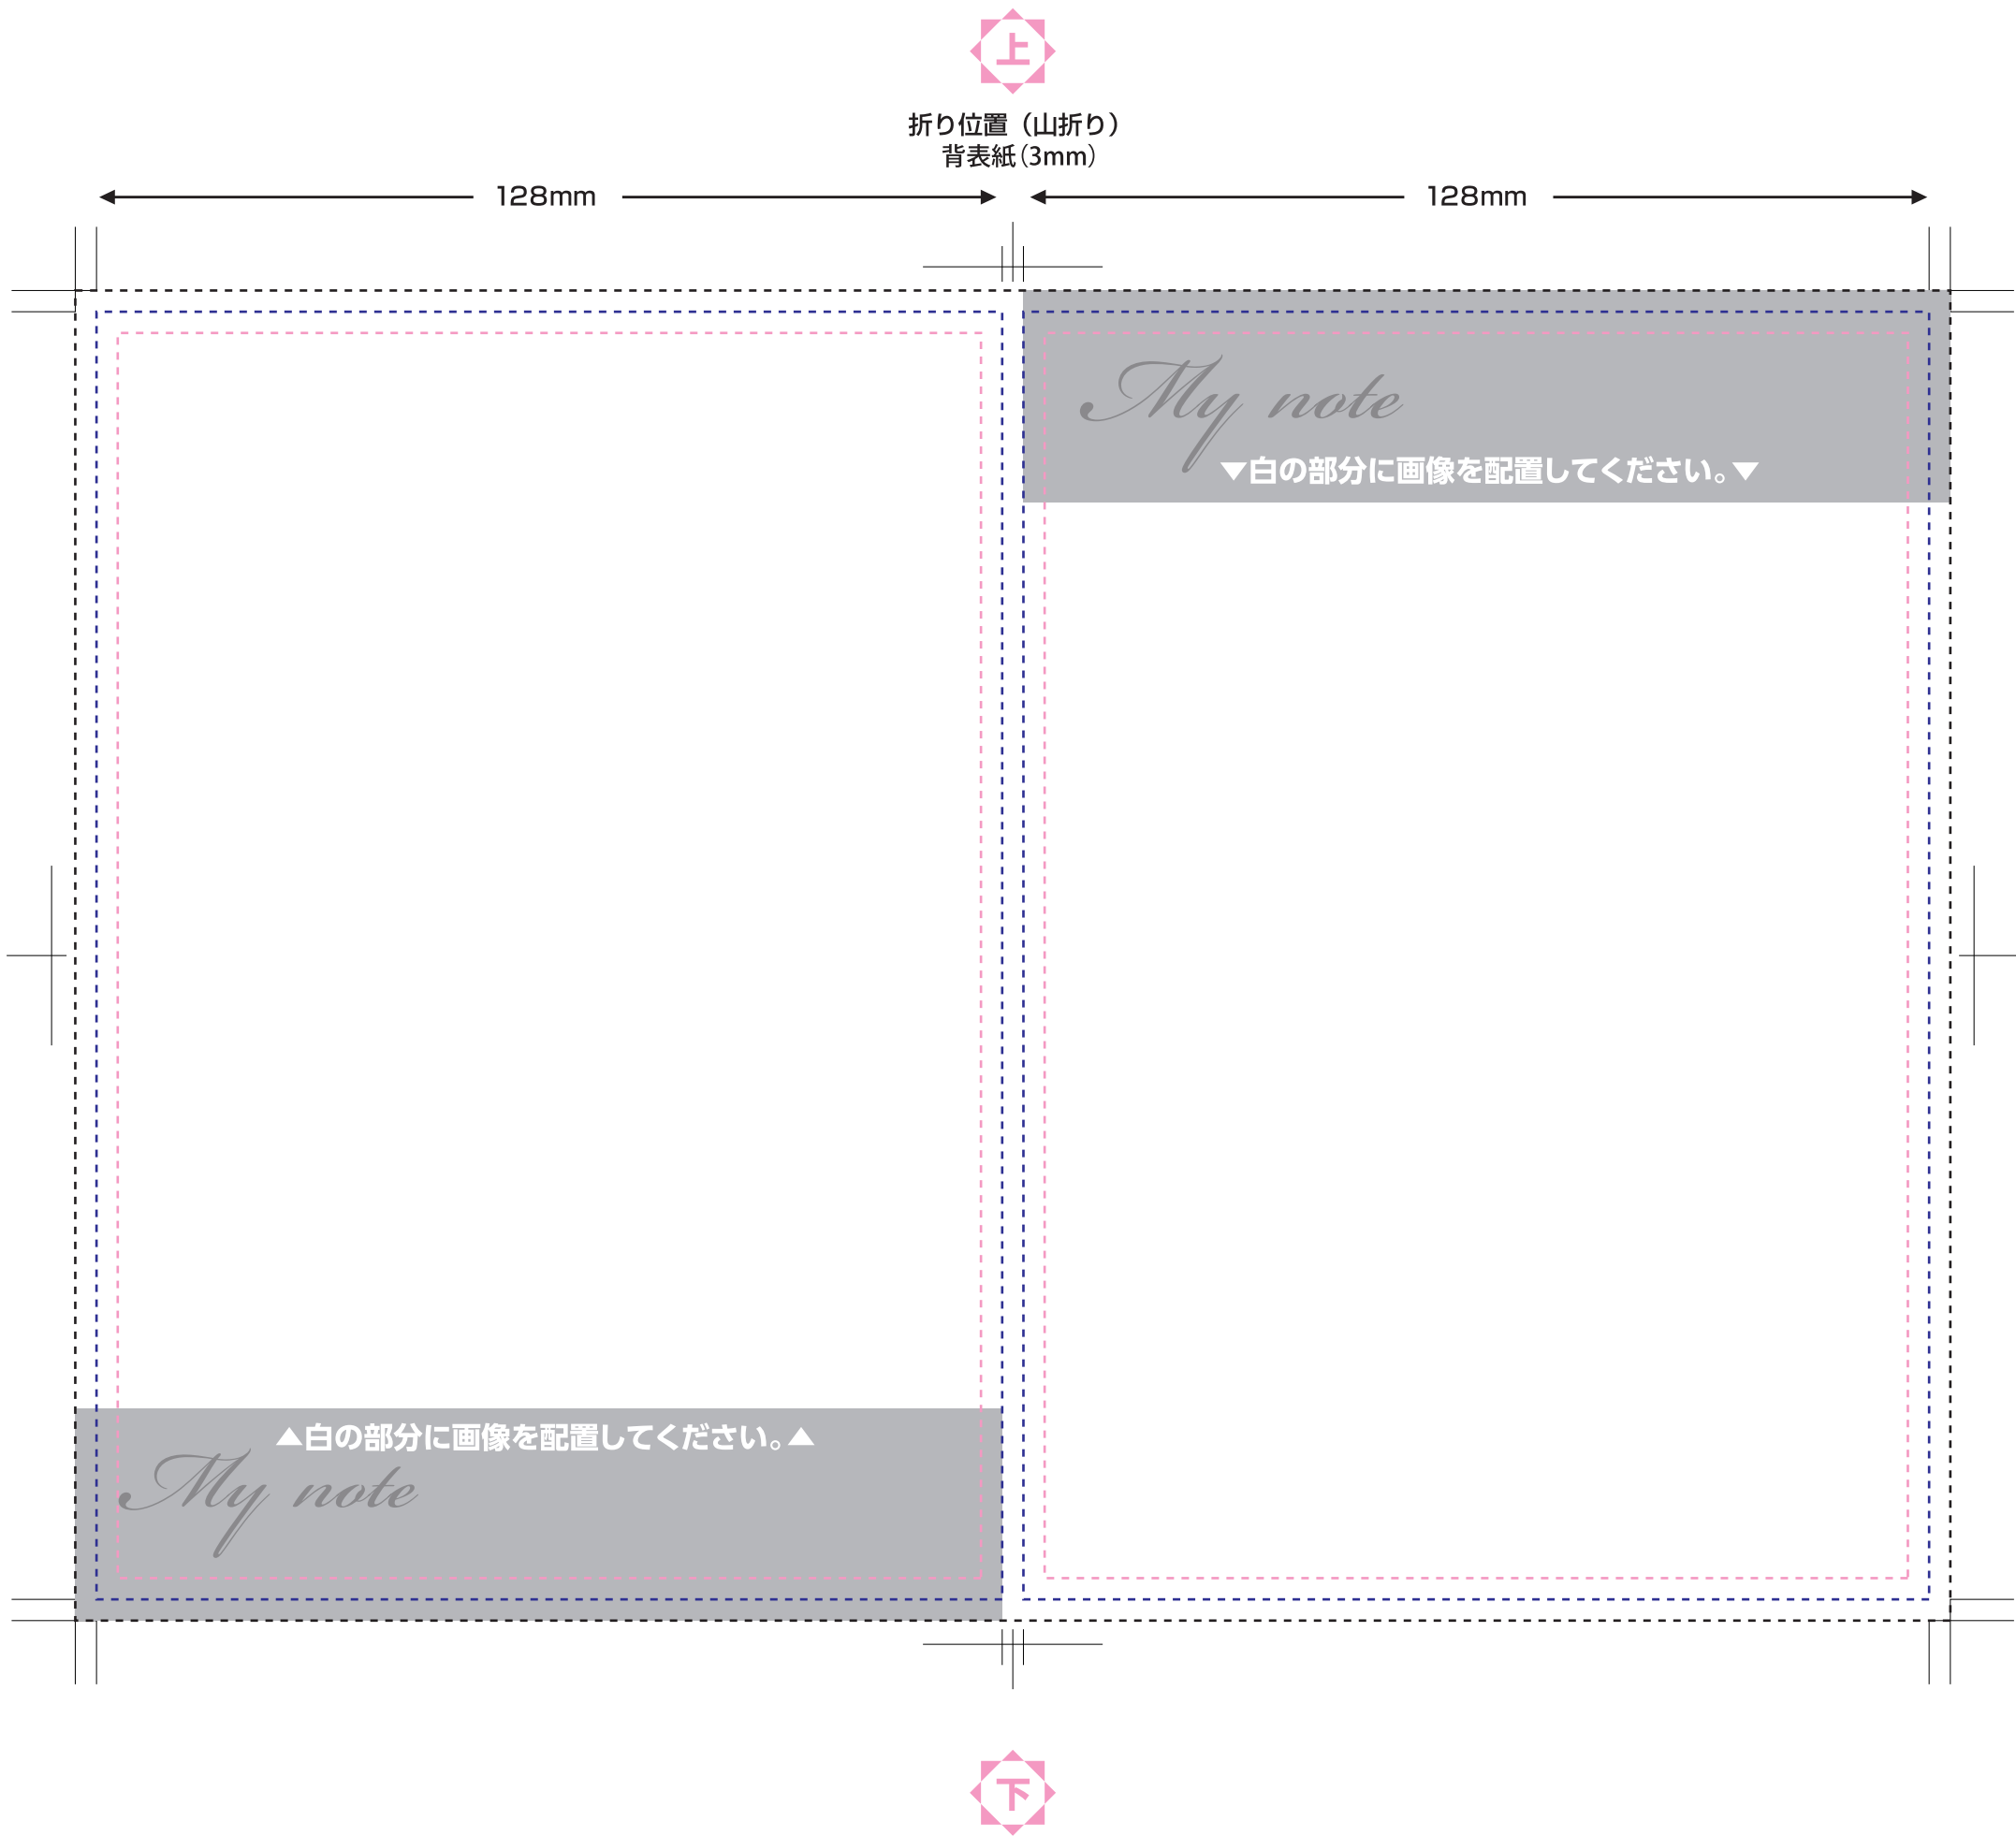 上
折り位置（山折り）
背表紙（3mm）
128mm
128mm
My note
▼白の部分に画像を配置してください。▼
▲白の部分に画像を配置してください。▲
My note
下